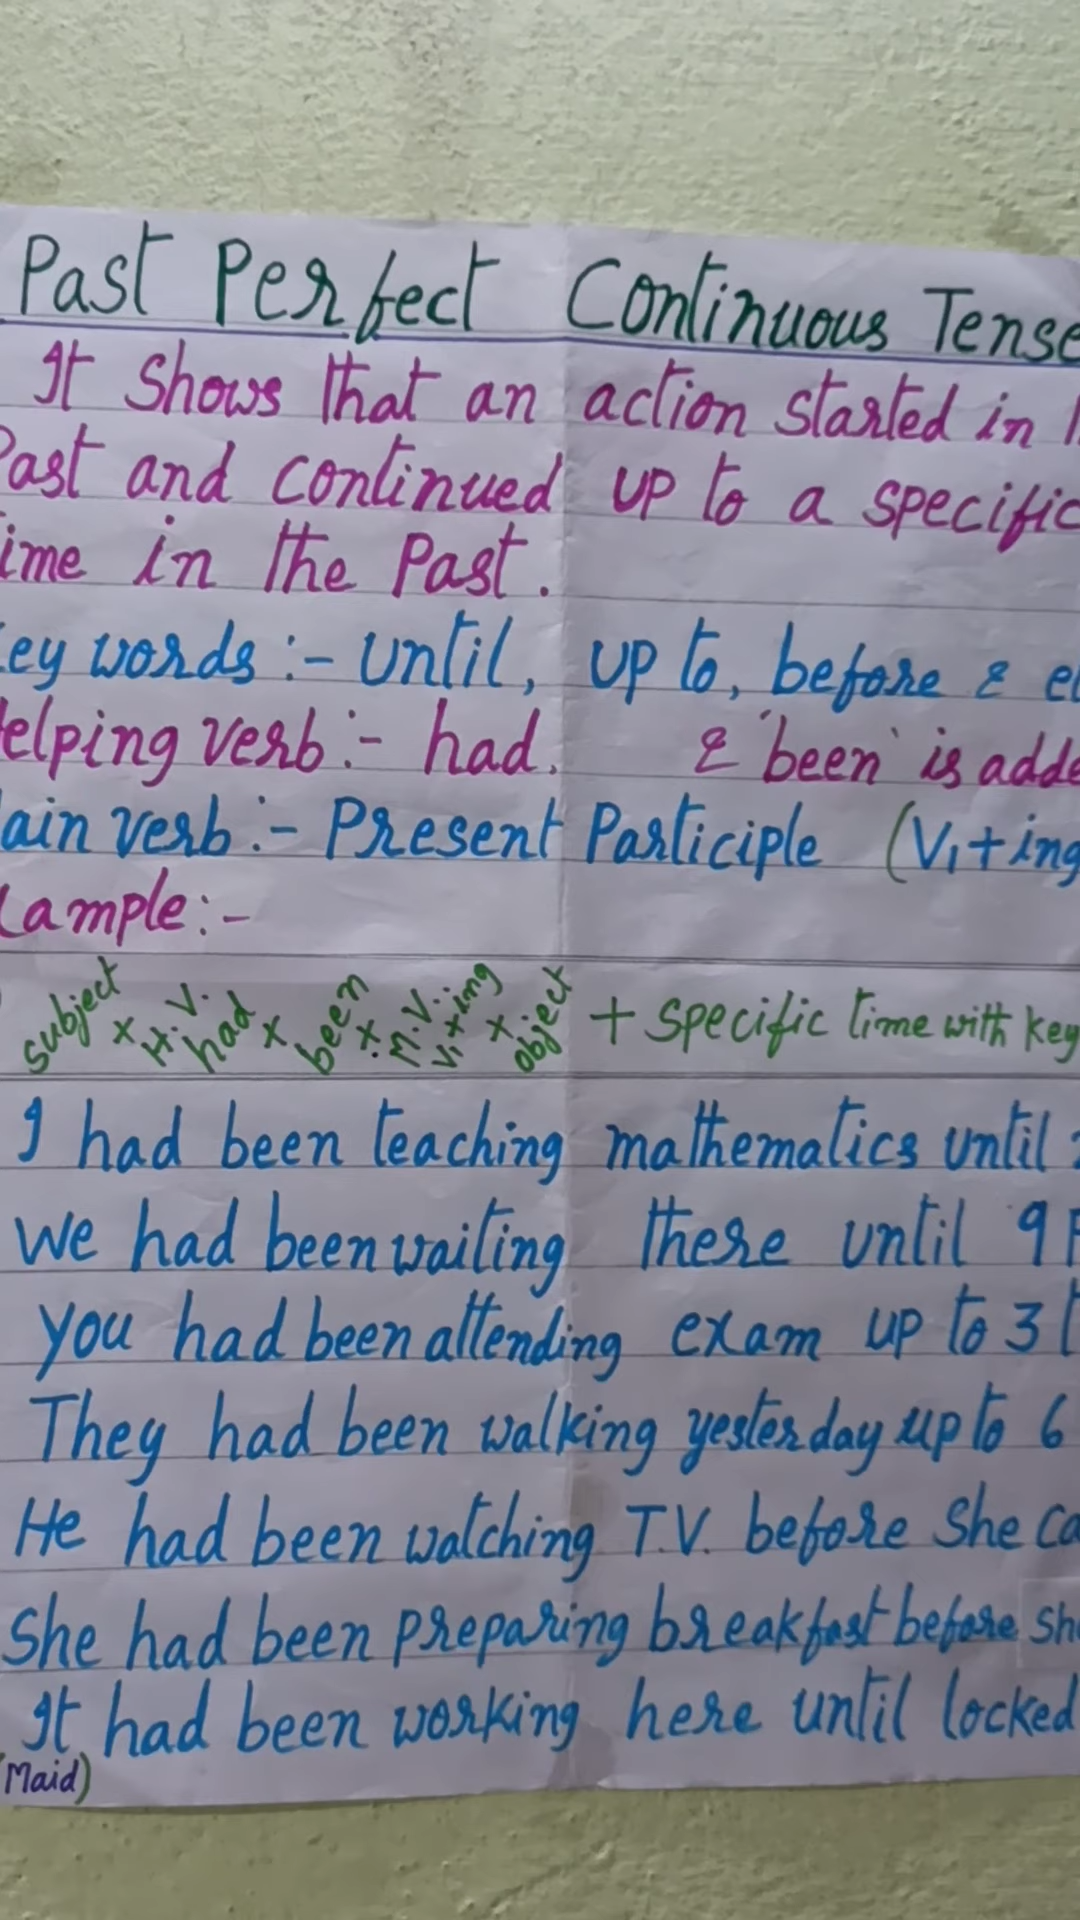 Past Perfect Continuous Tense
It Shows that an action started in
Past and continued up to a specific
ime in the Past.
ey words :- until, up to, before &
elping verb :- had. & 'been' is adde
ain verb :- Present Participle (V1+ing
ample:-
subject x H.V. had x been x m.V. V1+ing x object + specific time with key
I had been teaching mathematics until
We had been waiting there until 9
you had been attending exam up to 3
They had been walking yesterday up to 6
He had been watching T.V. before She ca
She had been preparing breakfast before sh
It had been working here until locked
(Maid)